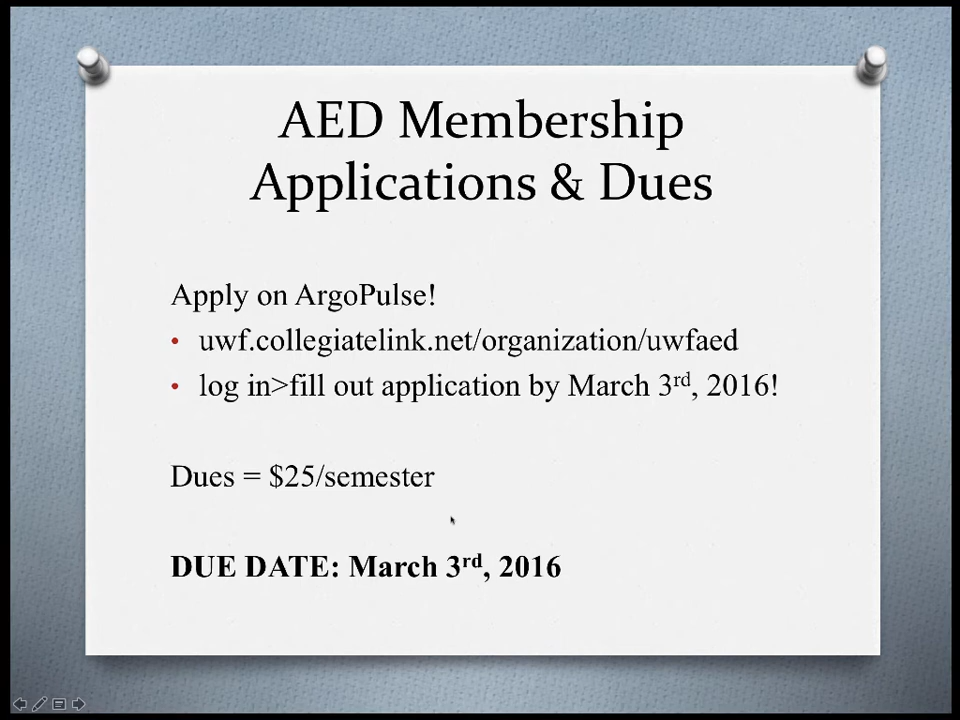 AED Membership
Applications & Dues
Apply on ArgoPulse!
• uwf.collegiatelink.net/organization/uwfaed
• log in>fill out application by March 3rd, 2016!
Dues = $25/semester
DUE DATE: March 3rd, 2016